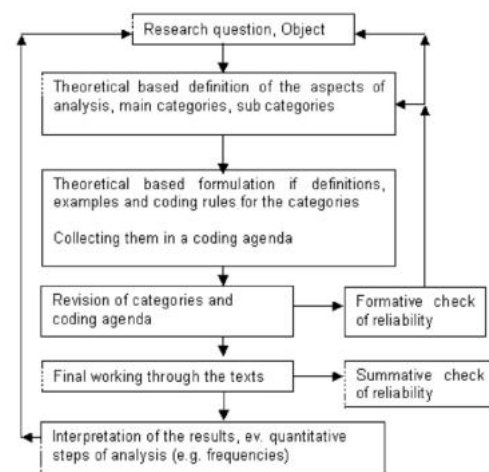 Research question, Object
Theoretical based definition of the aspects of
analysis, main categories, sub categories
Theoretical based formulation if definitions,
examples and coding rules for the categories
Collecting them in a coding agenda
Revision of categories and
coding agenda
Formative check
of reliability
Final working through the texts
Summative check
of reliability
Interpretation of the results, ev. quantitative
steps of analysis (e.g. frequencies)